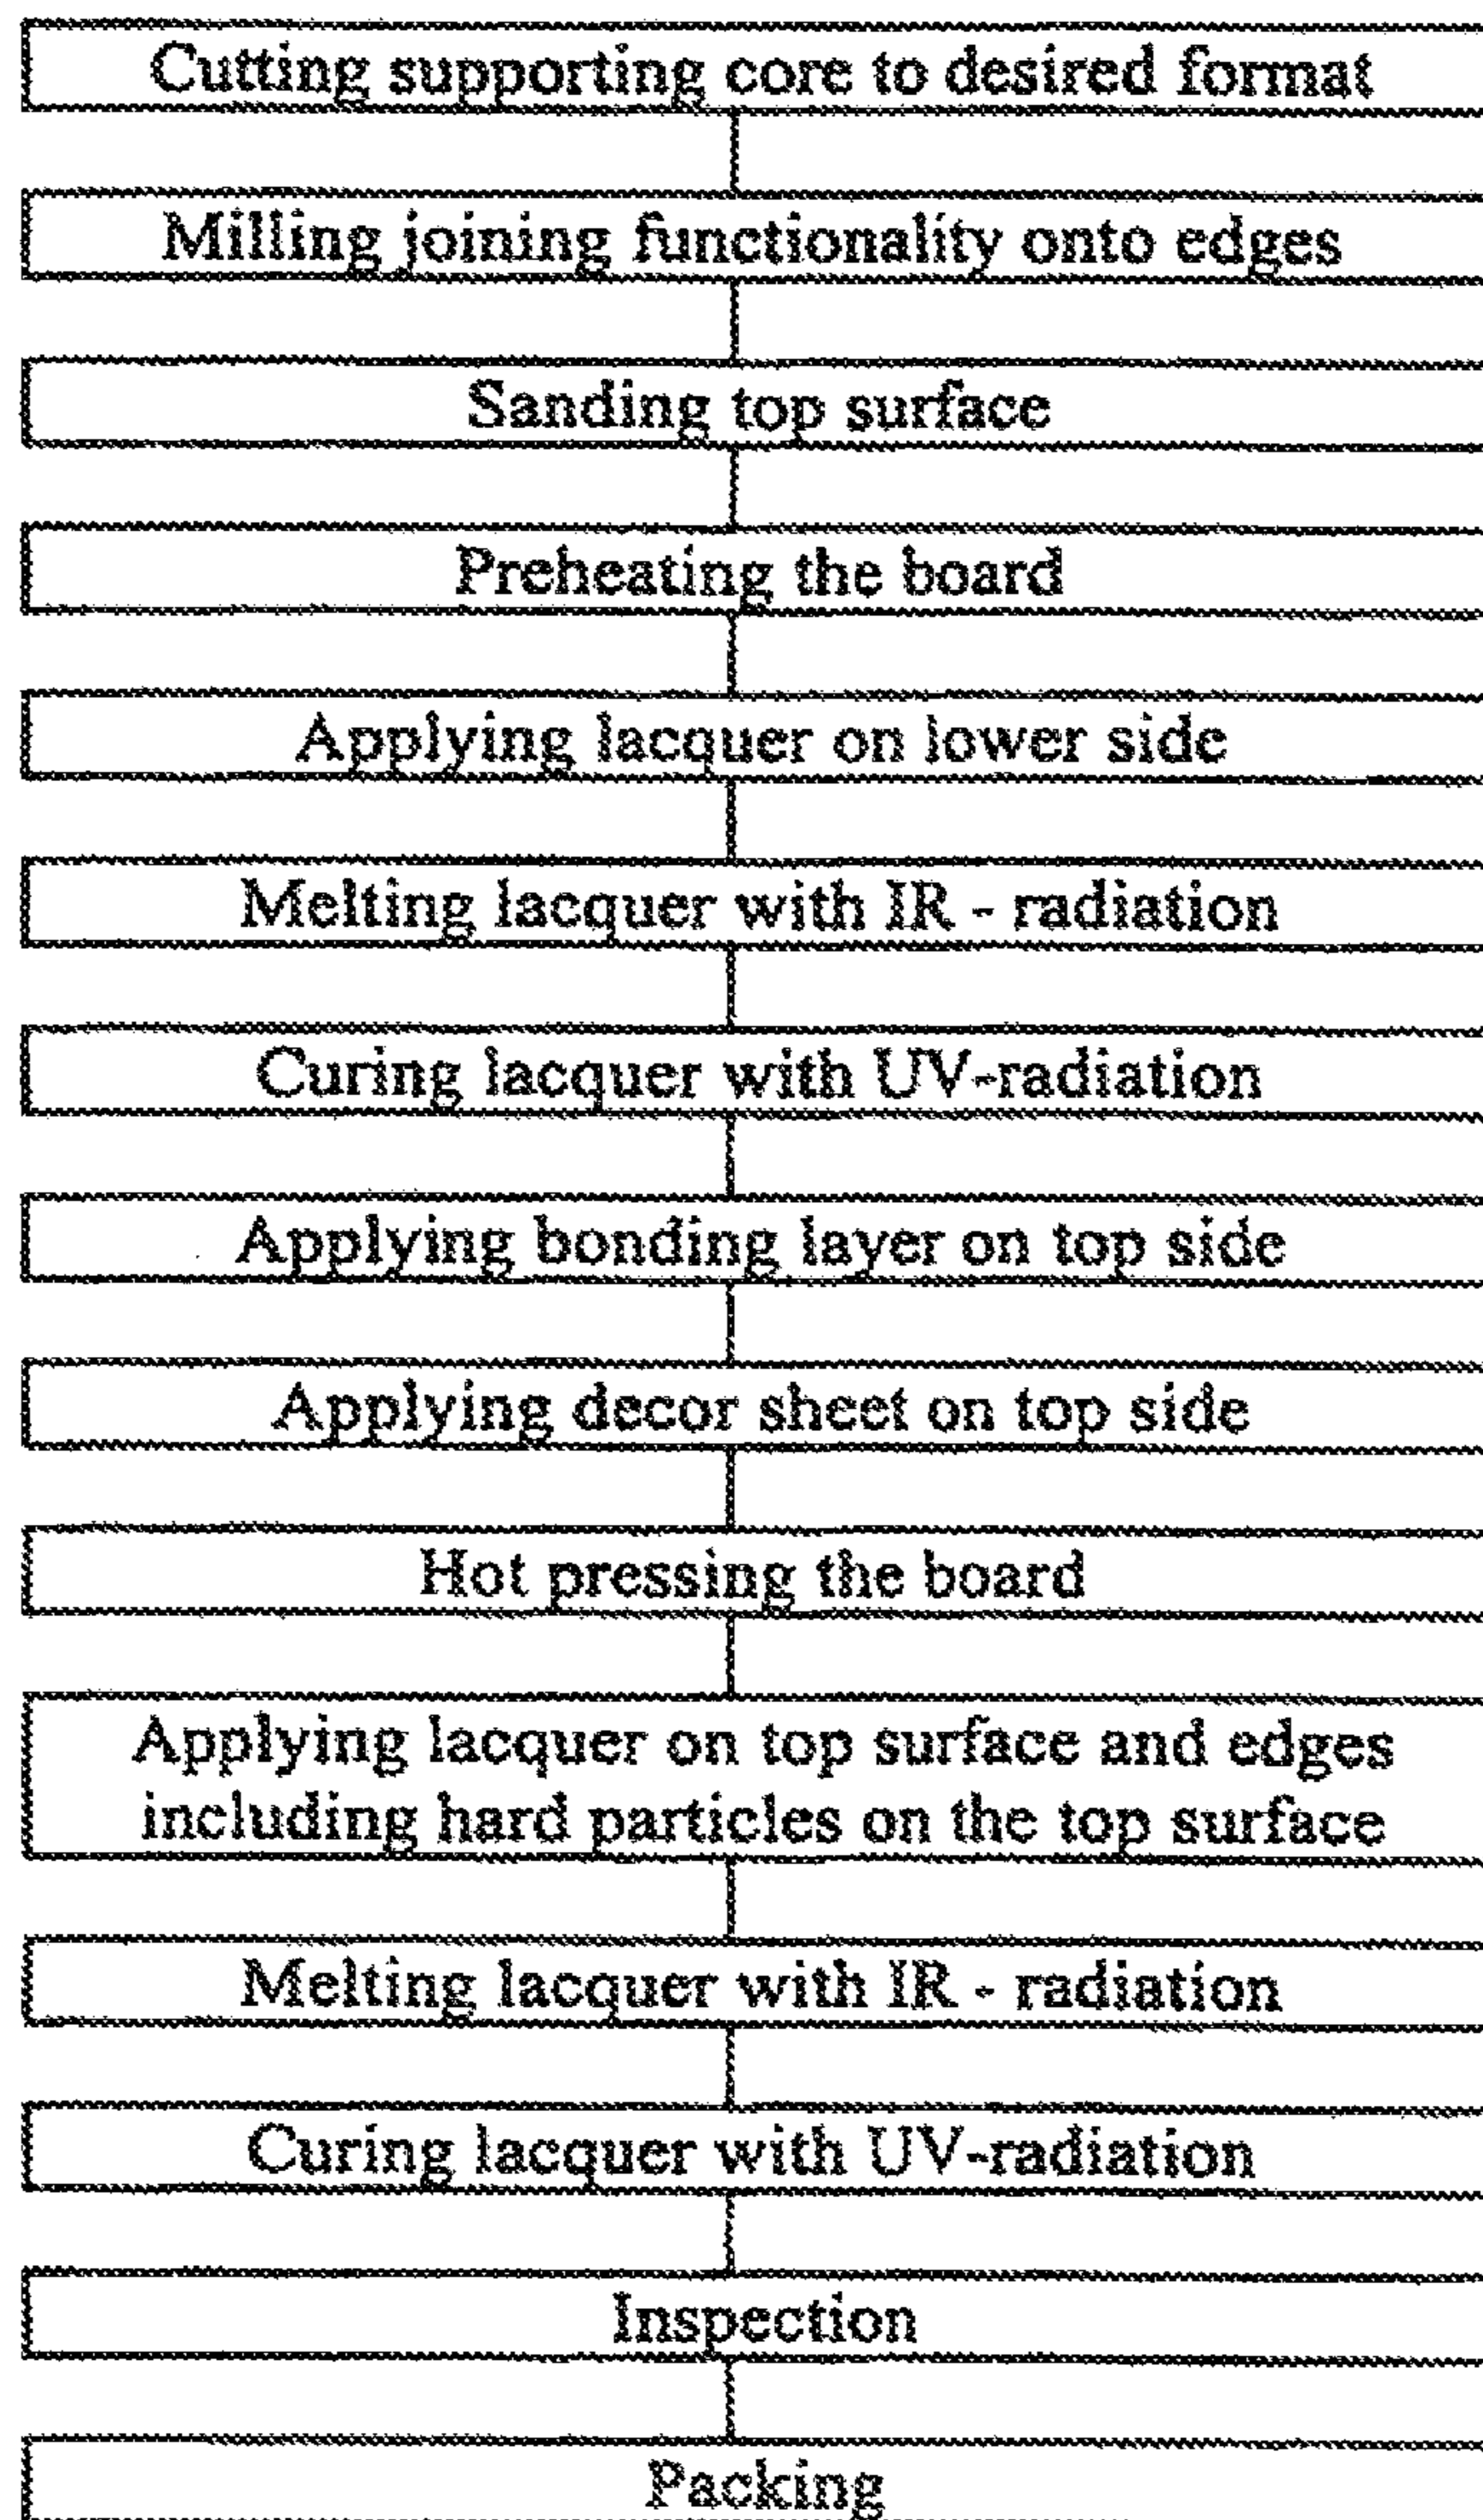 Cutting supporting core to desired format
Milling joining functionality onto edges
Sanding top surface
Preheating the board
Applying lacquer on lower side
Melting lacquer with IR - radiation
Curing lacquer with UV-radiation
Applying bonding layer on top side
Applying decor sheet on top side
Hot pressing the board
Applying lacquer on top surface and edges
including hard particles on the top surface
Melting lacquer with IR - radiation
Curing lacquer with UV-radiation
Inspection
Packing